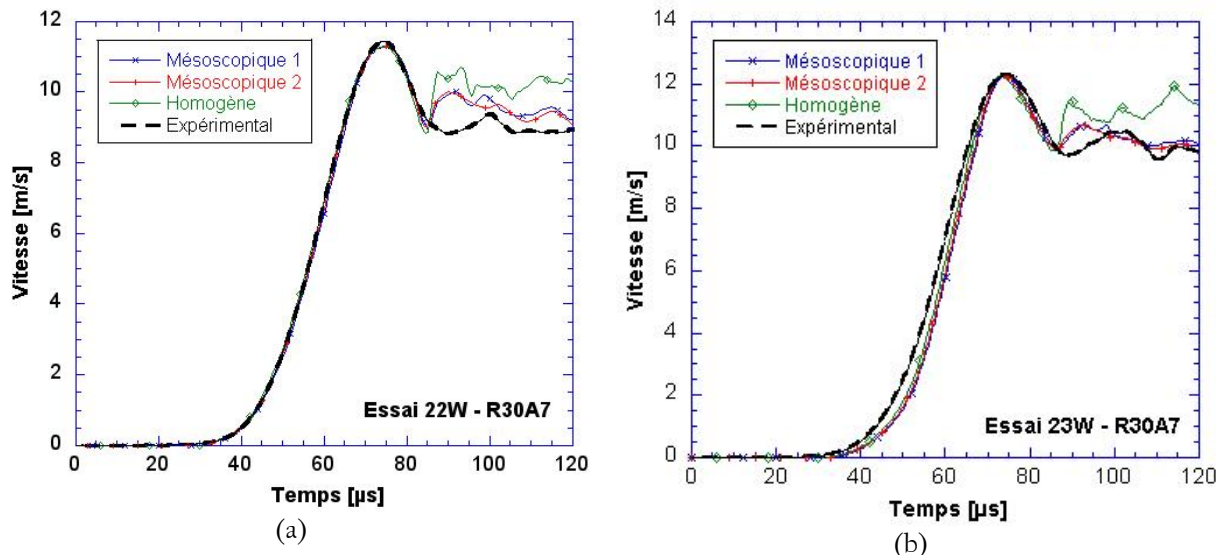 12
10
8
6
4
2
0
Vitesse [m/s]
Mésoscopique 1
Mésoscopique 2
Homogène
Expérimental
Essai 22W - R30A7
0
20
40
60
80
100
120
Temps [µs]
(a)
14
12
10
8
6
4
2
0
Vitesse [m/s]
Mésoscopique 1
Mésoscopique 2
Homogène
Expérimental
Essai 23W - R30A7
0
20
40
60
80
100
120
Temps [µs]
(b)